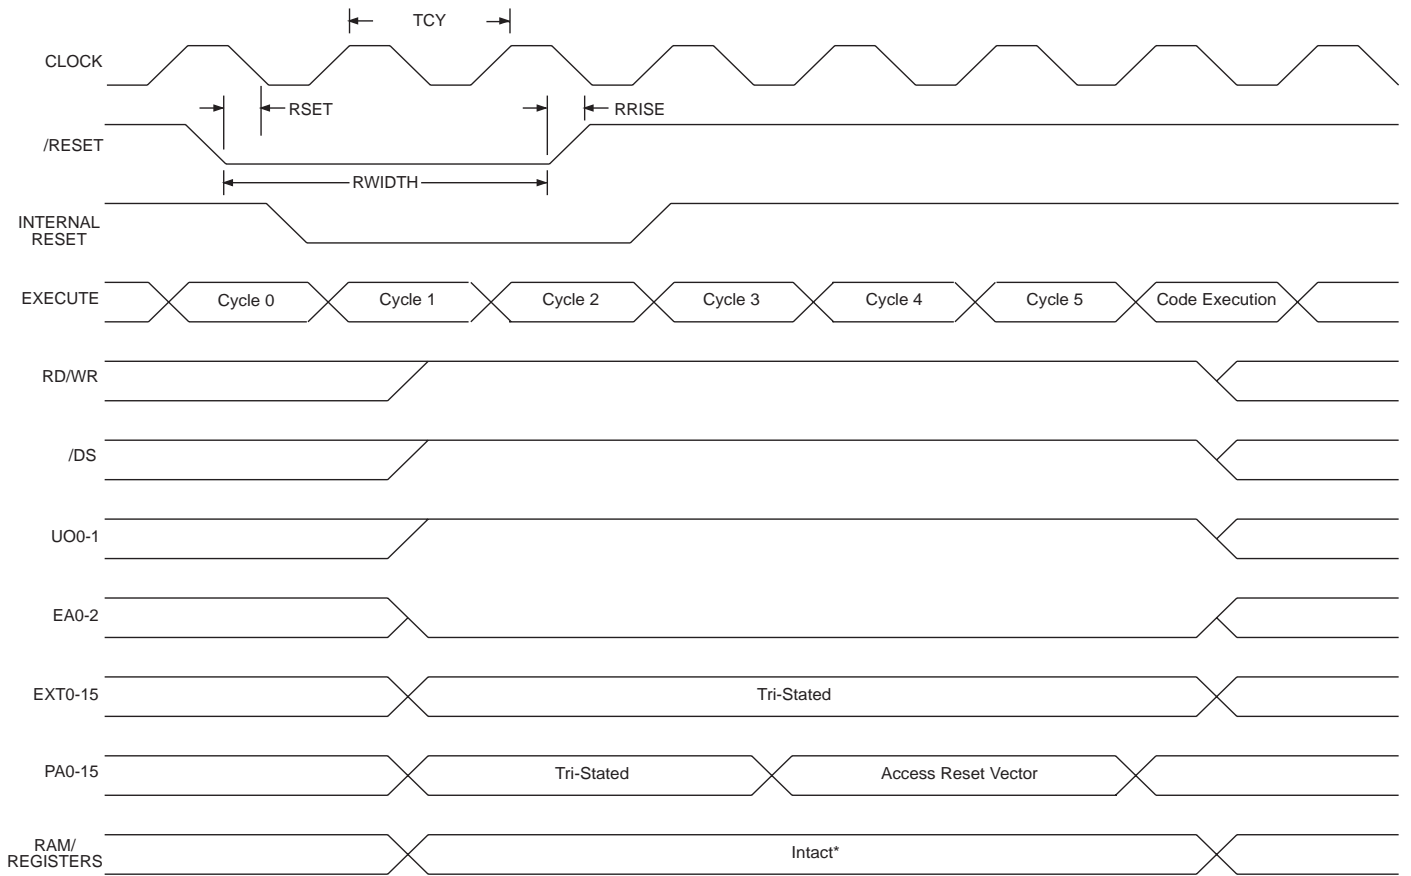 TCY
CLOCK
RSET
RRISE
/RESET
RWIDTH
INTERNAL
RESET
EXECUTE
Cycle 0
Cycle 1
Cycle 2
Cycle 3
Cycle 4
Cycle 5
Code Execution
RD/WR
/DS
UO0-1
EA0-2
EXT0-15
Tri-Stated
PA0-15
Tri-Stated
Access Reset Vector
RAM/
REGISTERS
Intact*